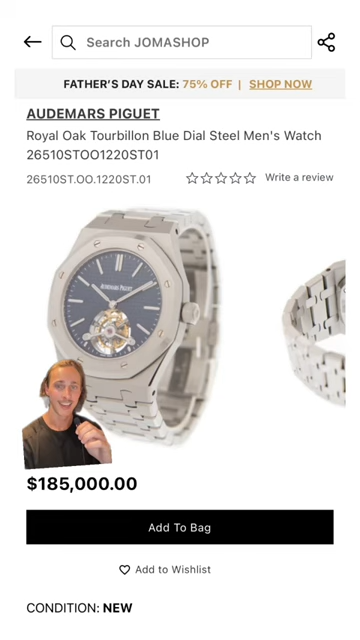 Search JOMASHOP
FATHER'S DAY SALE: 75% OFF | SHOP NOW
AUDEMARS PIGUET
Royal Oak Tourbillon Blue Dial Steel Men's Watch
26510STOO1220ST01
26510ST.OO.1220ST.01 Write a review
AUDEMARS PIGUET
$185,000.00
Add To Bag
Add to Wishlist
CONDITION: NEW